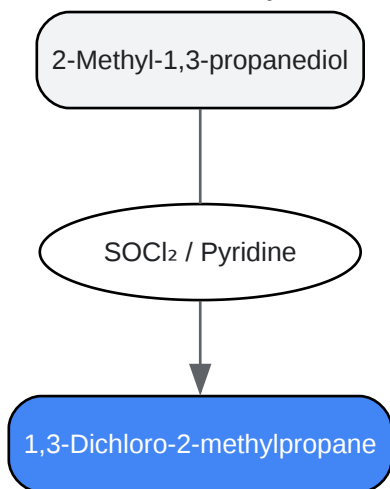 2-Methyl-1,3-propanediol
SOCl₂ / Pyridine
1,3-Dichloro-2-methylpropane